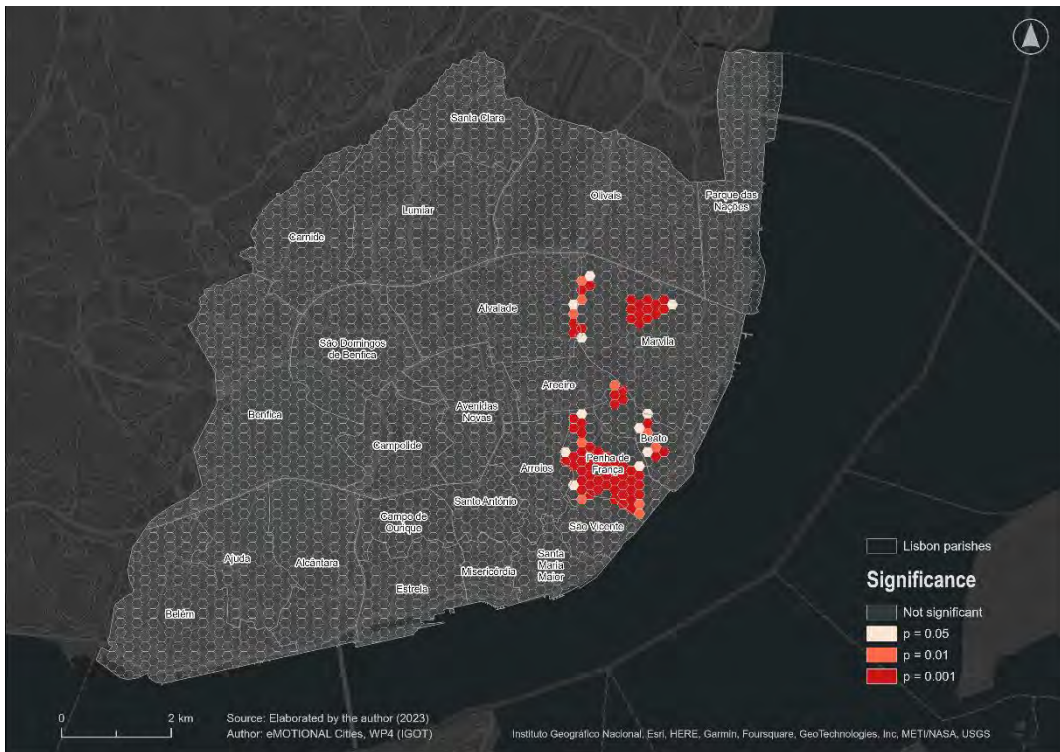 Santa Clara
Olivais
Parque das
Nações
Lumiar
Carnide
Alvalade
São Domingos
de Benfica
Marvila
Areeiro
Avenidas
Novas
Benfica
Campolide
Beato
Penha de
França
Arroios
Santo António
Campo de
Ourique
São Vicente
Santa
Maria
Maior
Ajuda
Alcântara
Misericórdia
Estrela
Belém
Lisbon parishes
Significance
Not significant
p = 0.05
p = 0.01
p = 0.001
0 2 km
Source: Elaborated by the author (2023)
Author: eMOTIONAL Cities, WP4 (IGOT)
Instituto Geográfico Nacional, Esri, HERE, Garmin, Foursquare, GeoTechnologies, Inc, METI/NASA, USGS